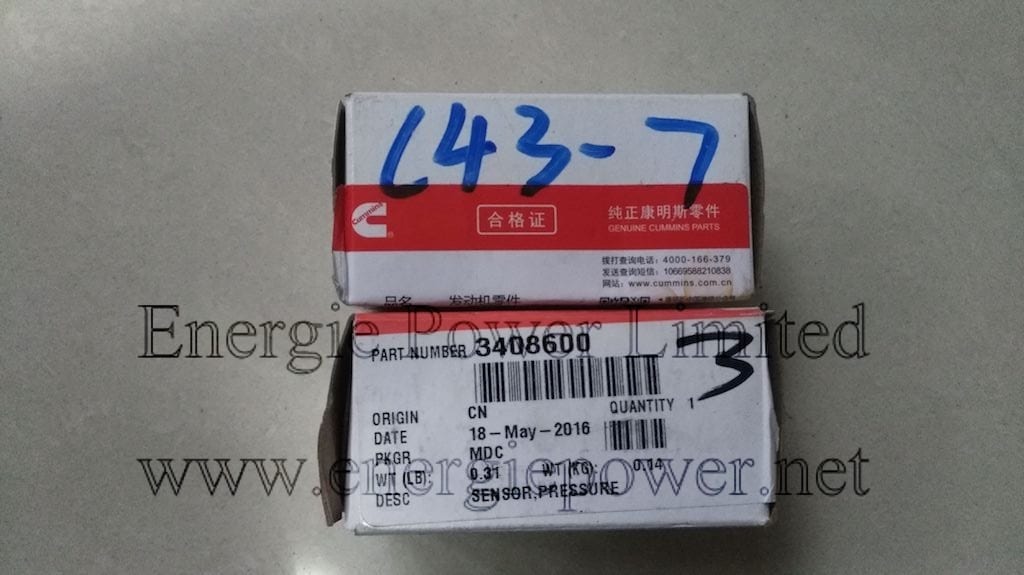 L43-7
Cummins
合格证
纯正康明斯零件
GENUINE CUMMINS PARTS
拨打查询电话：4000-166-379
发送查询短信：10669588210838
网站：www.cummins.com.cn
品名 发动机零件
Energie Power Limited
PART NUMBER 3408600
3
QUANTITY 1
ORIGIN CN
DATE 18-May-2016
PKGR MDC
www.energiepower.net
WT (LB): 0.31 WT (KG): 0.14
DESC SENSOR,PRESSURE